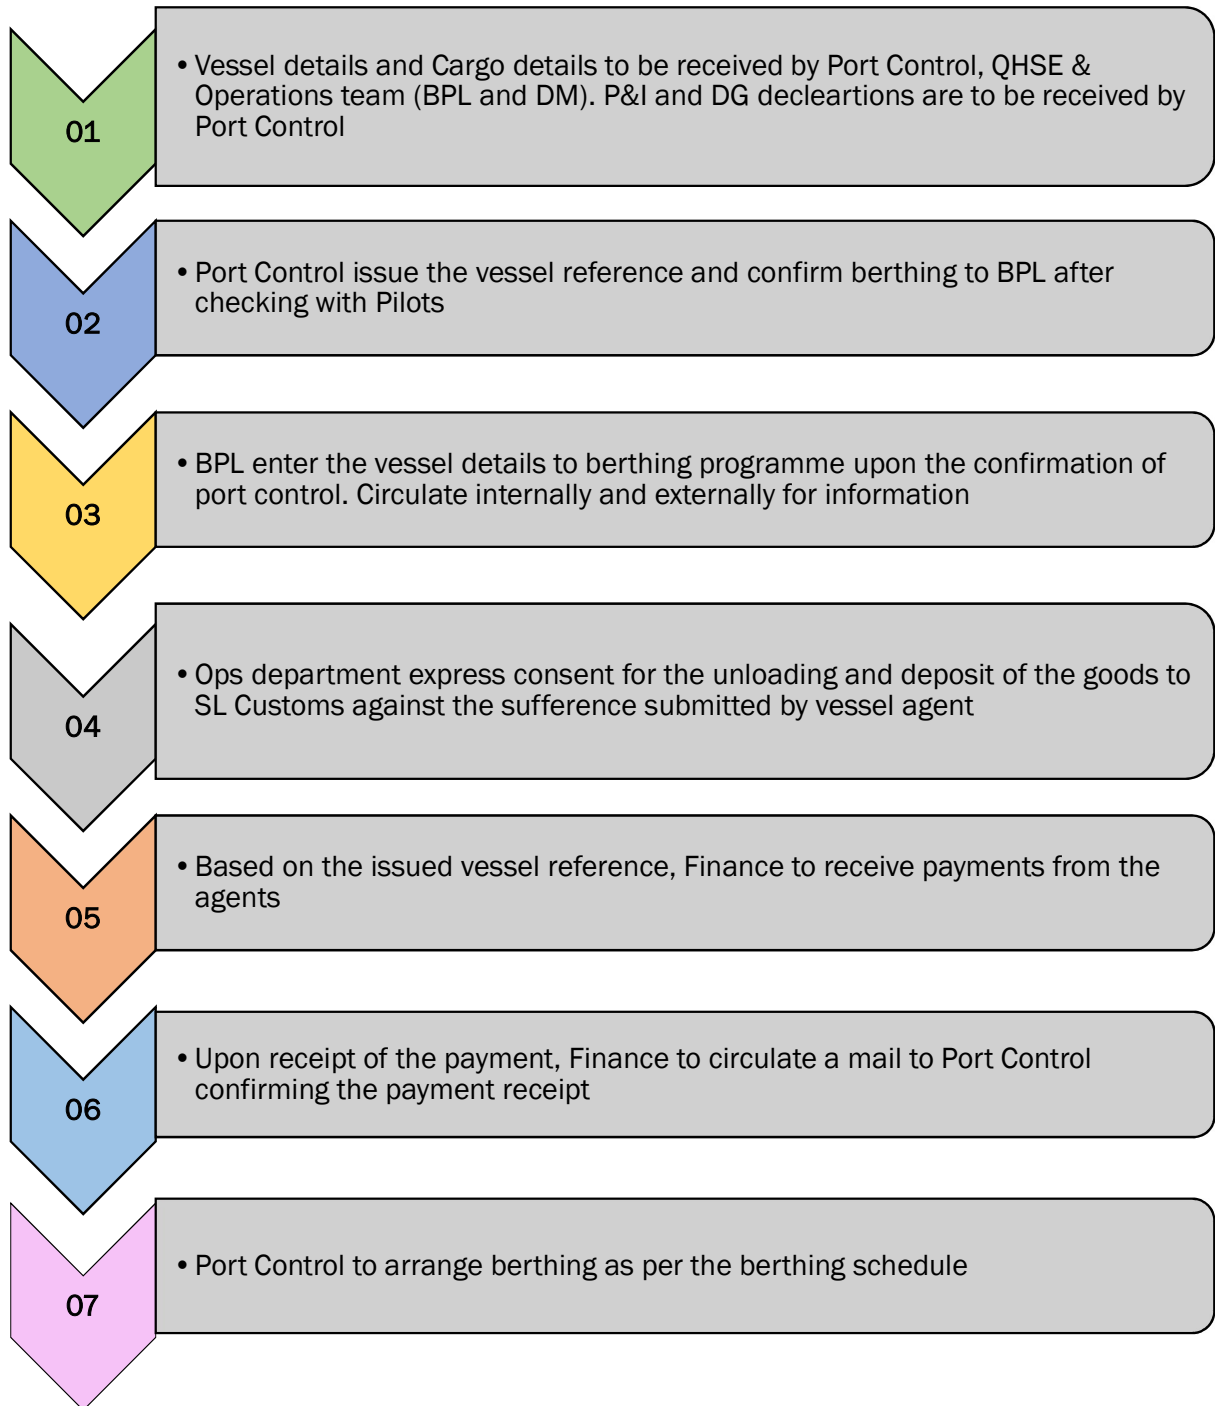 01
• Vessel details and Cargo details to be received by Port Control, QHSE &
Operations team (BPL and DM). P&I and DG decleartions are to be received by
Port Control
02
• Port Control issue the vessel reference and confirm berthing to BPL after
checking with Pilots
03
• BPL enter the vessel details to berthing programme upon the confirmation of
port control. Circulate internally and externally for information
04
• Ops department express consent for the unloading and deposit of the goods to
SL Customs against the sufference submitted by vessel agent
05
• Based on the issued vessel reference, Finance to receive payments from the
agents
06
• Upon receipt of the payment, Finance to circulate a mail to Port Control
confirming the payment receipt
07
• Port Control to arrange berthing as per the berthing schedule